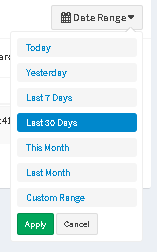 Date Range
Today
Yesterday
Last 7 Days
Last 30 Days
This Month
Last Month
Custom Range
Apply Cancel